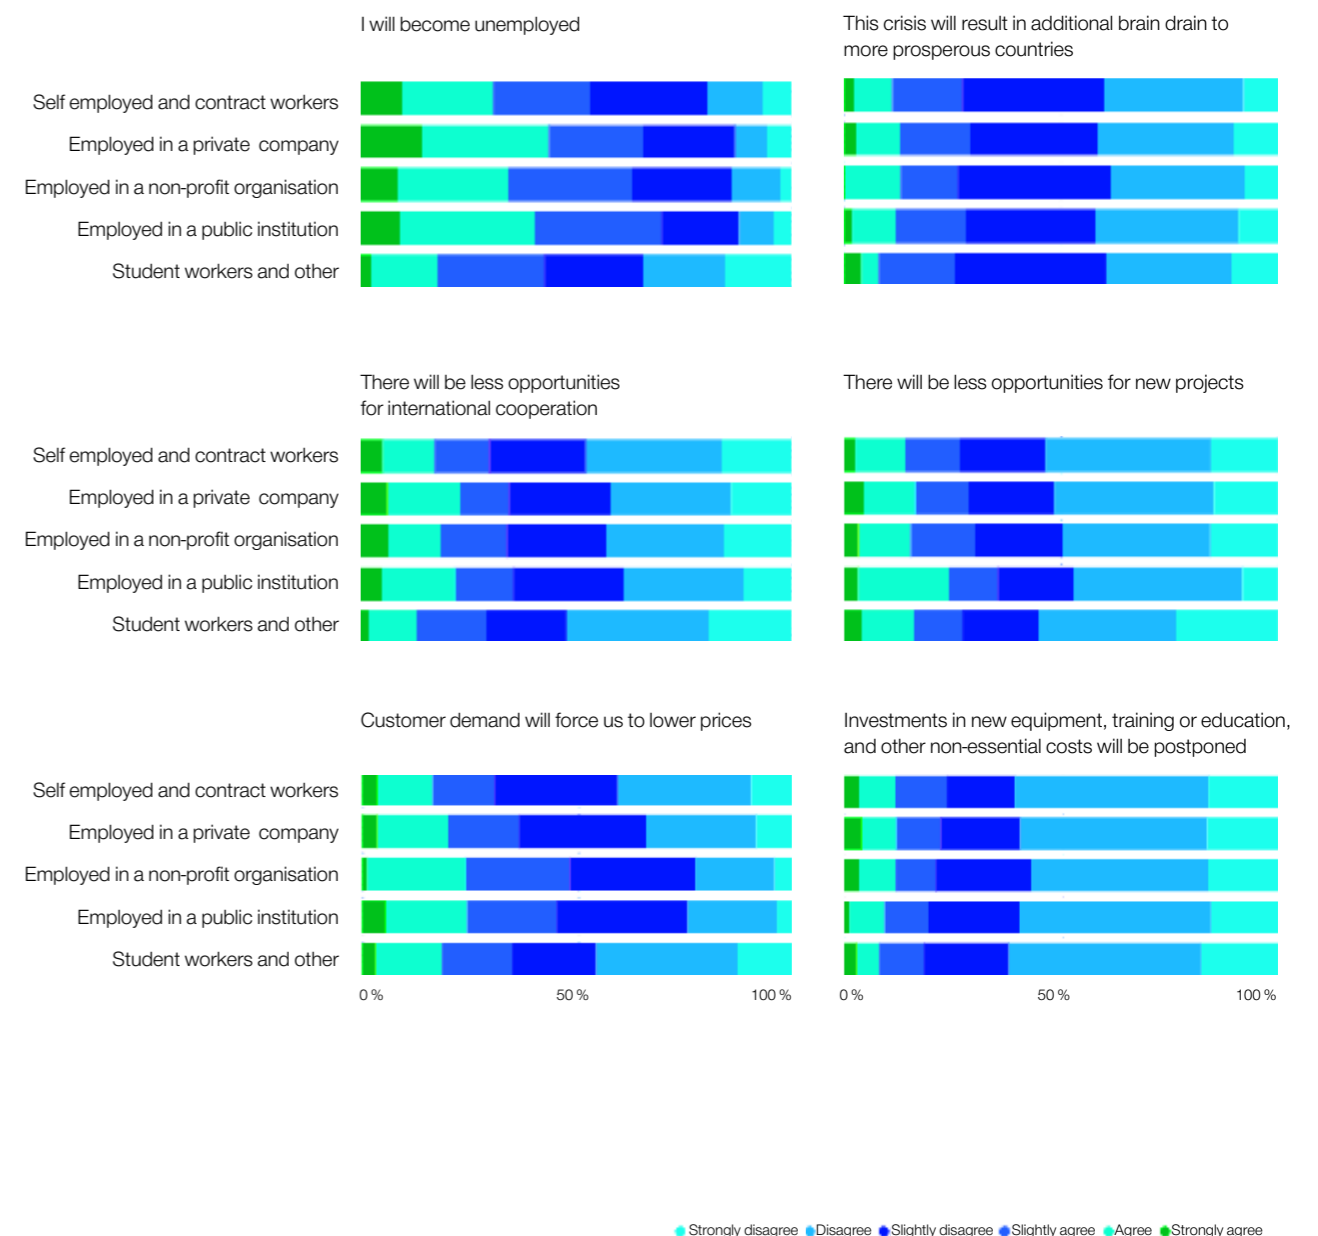 I will become unemployed
This crisis will result in additional brain drain to
more prosperous countries
Self employed and contract workers
Employed in a private company
Employed in a non-profit organisation
Employed in a public institution
Student workers and other
There will be less opportunities
for international cooperation
There will be less opportunities for new projects
Self employed and contract workers
Employed in a private company
Employed in a non-profit organisation
Employed in a public institution
Student workers and other
Customer demand will force us to lower prices
Investments in new equipment, training or education,
and other non-essential costs will be postponed
Self employed and contract workers
Employed in a private company
Employed in a non-profit organisation
Employed in a public institution
Student workers and other
0 % 50 % 100 % 0 % 50 % 100 %
Strongly disagree Disagree Slightly disagree Slightly agree Agree Strongly agree